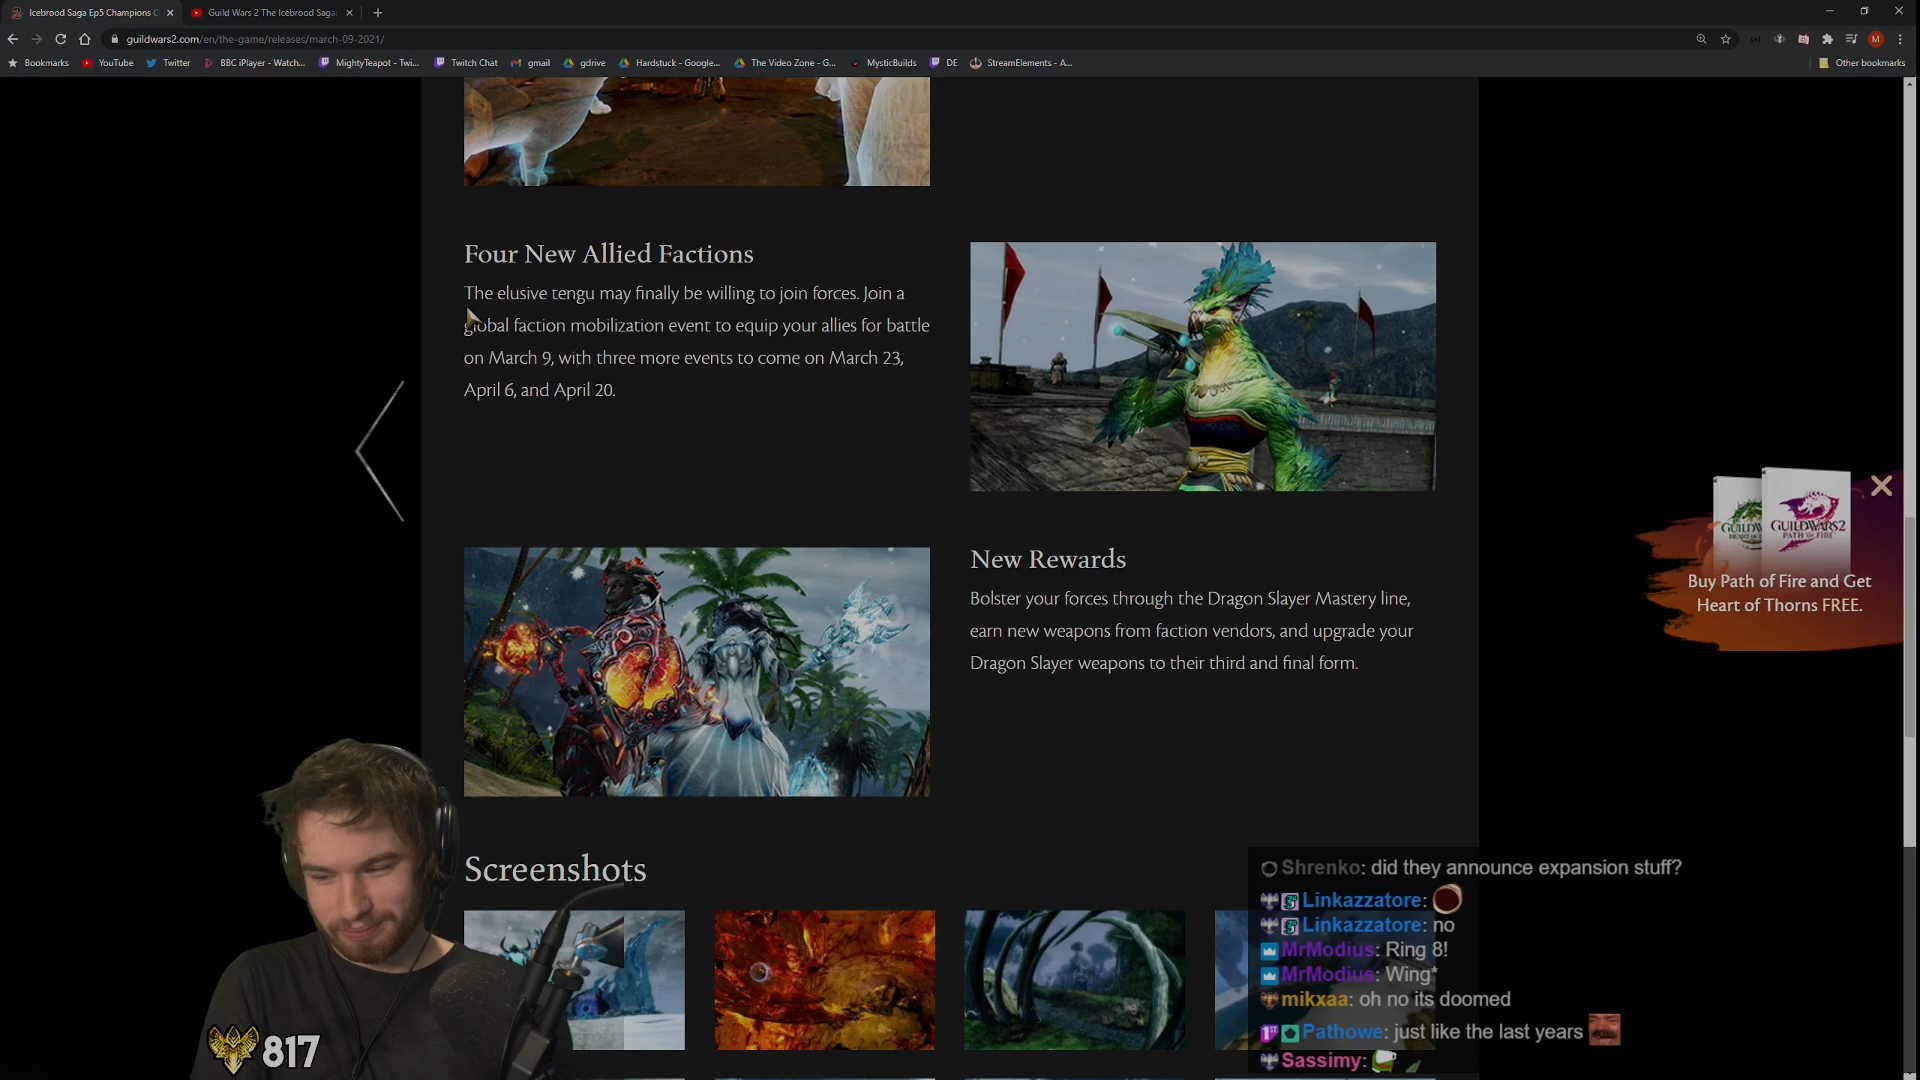 Icebrood Saga Ep5 Champions C
Guild Wars 2 The Icebrood Saga:
guildwars2.com/en/the-game/releases/march-09-2021/
Bookmarks YouTube Twitter BBC iPlayer - Watch... MightyTeapot - Twi... Twitch Chat gmail gdrive Hardstuck - Google... The Video Zone - G... MysticBuilds DE StreamElements - A... Other bookmarks
M
Four New Allied Factions
The elusive tengu may finally be willing to join forces. Join a
global faction mobilization event to equip your allies for battle
on March 9, with three more events to come on March 23,
April 6, and April 20.
New Rewards
Bolster your forces through the Dragon Slayer Mastery line,
earn new weapons from faction vendors, and upgrade your
Dragon Slayer weapons to their third and final form.
GUILD WARS 2
PATH OF FIRE
Buy Path of Fire and Get
Heart of Thorns FREE.
Screenshots
Shrenko: did they announce expansion stuff?
Linkazzatore:
Linkazzatore: no
MrModius: Ring 8!
MrModius: Wing*
mikxaa: oh no its doomed
Pathowe: just like the last years
Sassimy:
817